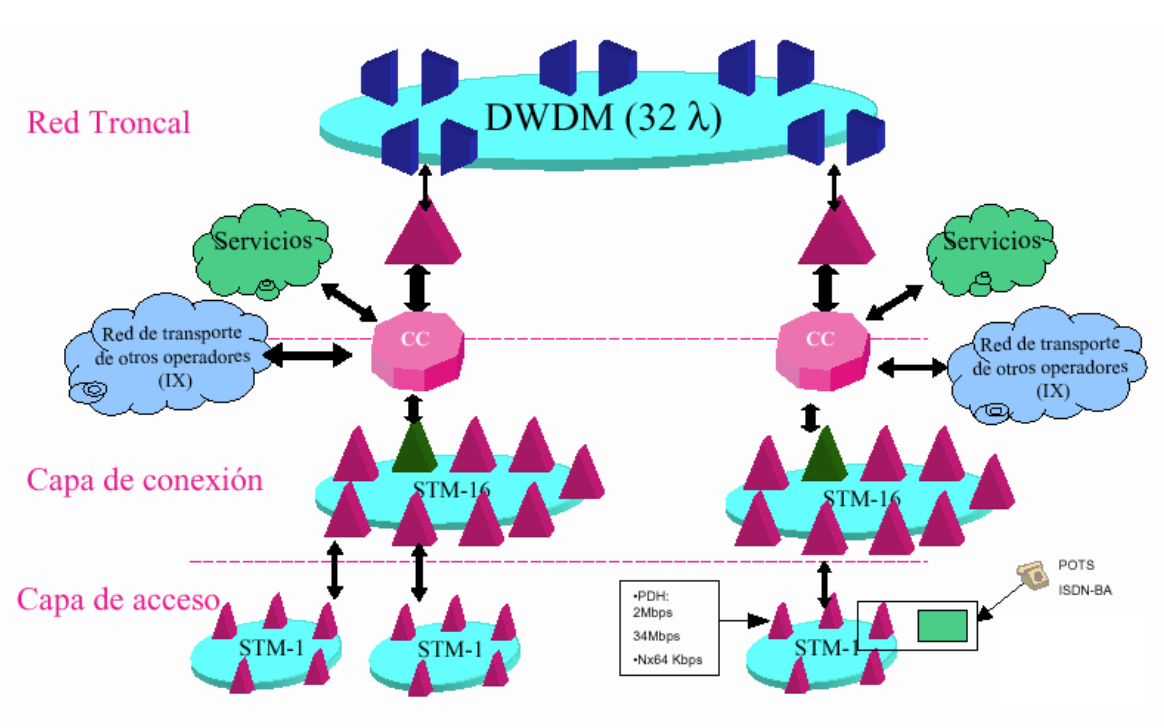 DWDM (32 λ)
Red Troncal
Servicios
Servicios
Red de transporte
de otros operadores
(IX)
CC
CC
Red de transporte
de otros operadores
(IX)
Capa de conexión
STM-16
STM-16
Capa de acceso
•PDH:
2Mbps
34Mbps
•Nx64 Kbps
POTS
ISDN-BA
STM-1
STM-1
STM-1